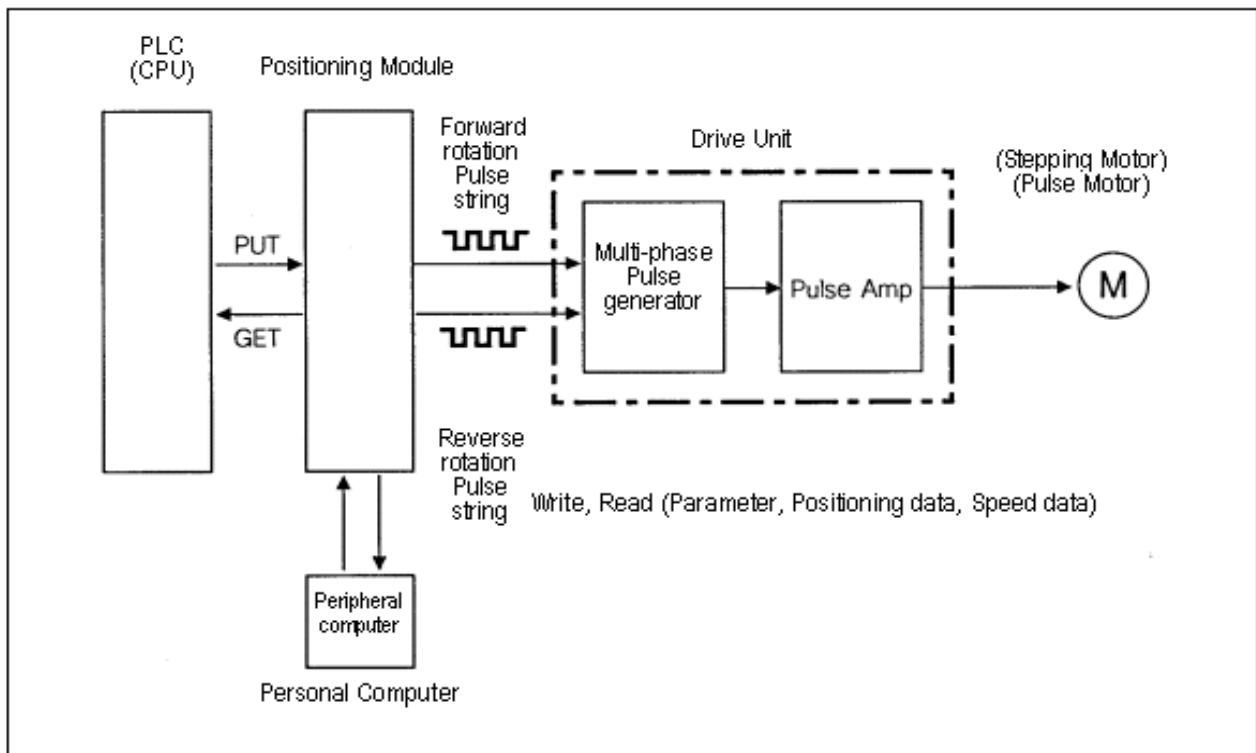 PLC
(CPU)
Positioning Module
Forward
rotation
Pulse
string
Drive Unit
(Stepping Motor)
(Pulse Motor)
PUT
GET
Multi-phase
Pulse
generator
Pulse Amp
M
Reverse
rotation
Pulse
string
Write, Read (Parameter, Positioning data, Speed data)
Peripheral
computer
Personal Computer